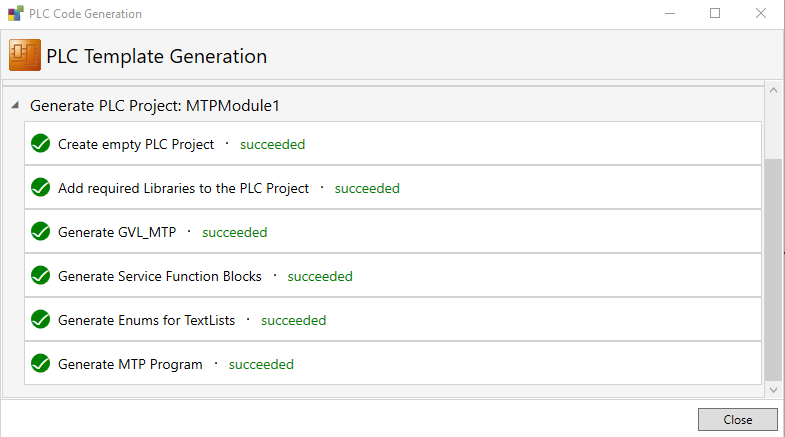 PLC Code Generation
PLC Template Generation
Generate PLC Project: MTPModule1
Create empty PLC Project · succeeded
Add required Libraries to the PLC Project · succeeded
Generate GVL_MTP · succeeded
Generate Service Function Blocks · succeeded
Generate Enums for TextLists · succeeded
Generate MTP Program · succeeded
Close